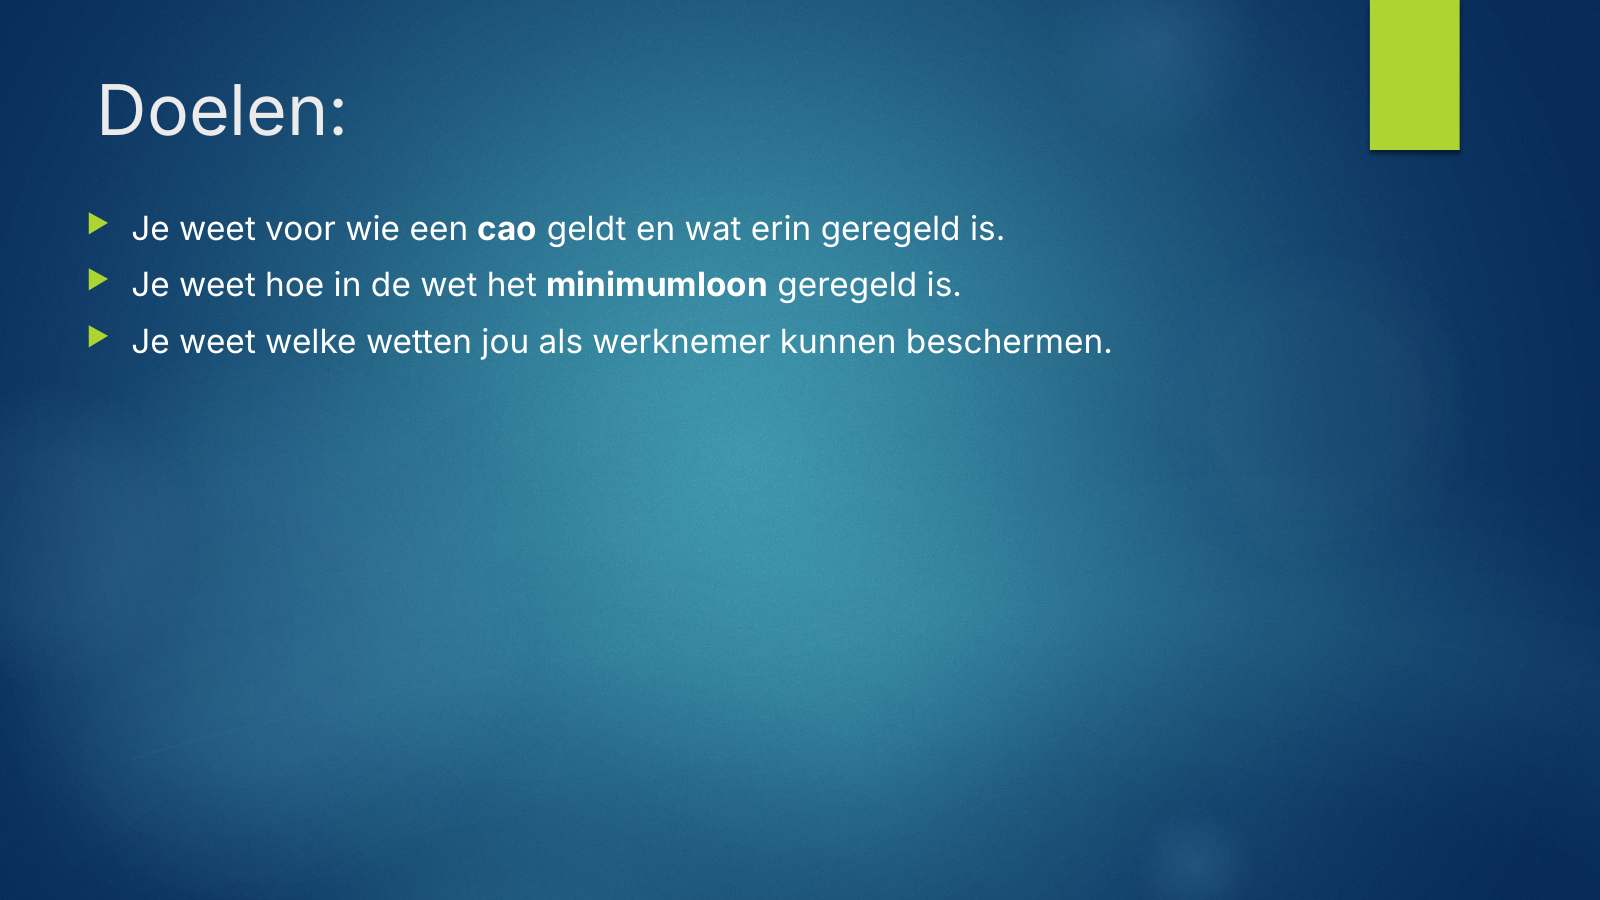 Doelen:
Je weet voor wie een cao geldt en wat erin geregeld is.
Je weet hoe in de wet het minimumloon geregeld is.
Je weet welke wetten jou als werknemer kunnen beschermen.